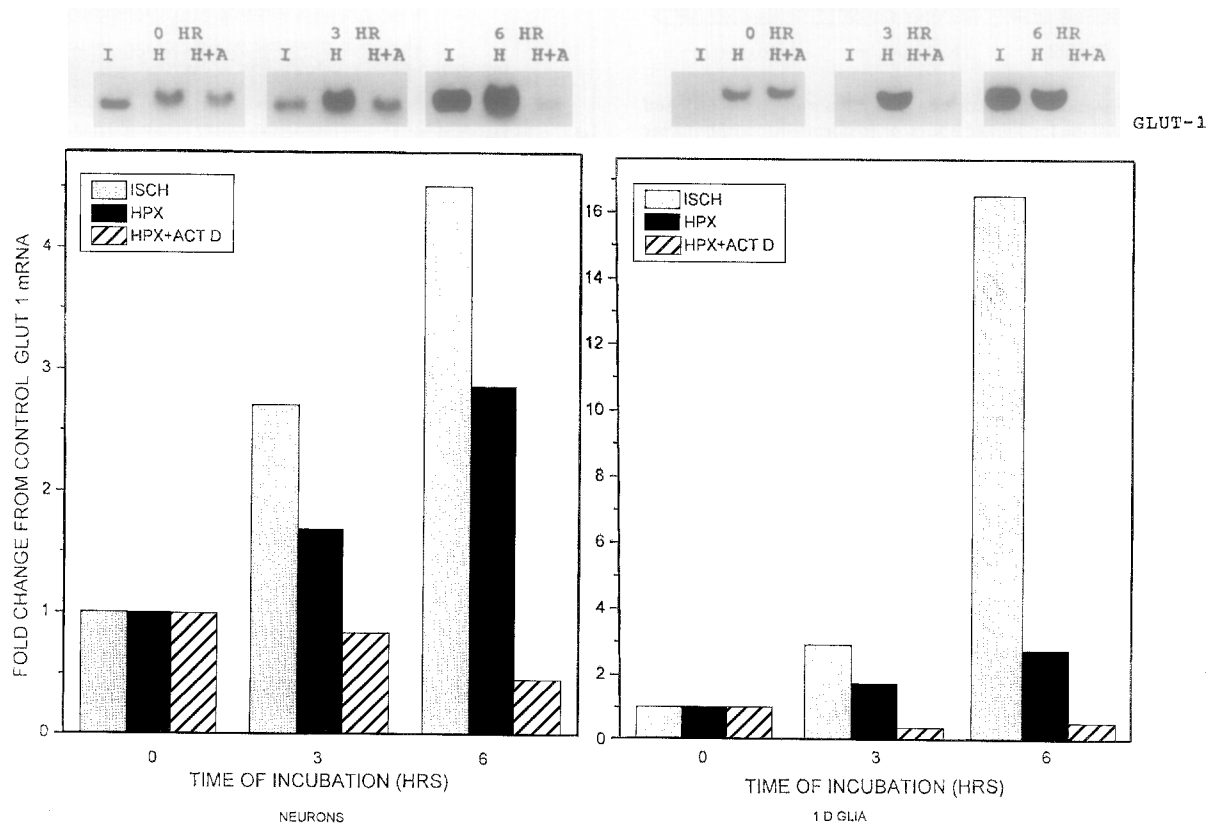 0 HR 3 HR 6 HR
I H H+A I H H+A I H H+A
0 HR 3 HR 6 HR
I H H+A I H H+A I H H+A
GLUT-1
FOLD CHANGE FROM CONTROL GLUT 1 mRNA
ISCH
HPX
HPX+ACT D
4
3
2
1
0
0 3 6
TIME OF INCUBATION (HRS)
NEURONS
ISCH
HPX
HPX+ACT D
16
14
12
10
8
6
4
2
0
0 3 6
TIME OF INCUBATION (HRS)
1 D GLIA